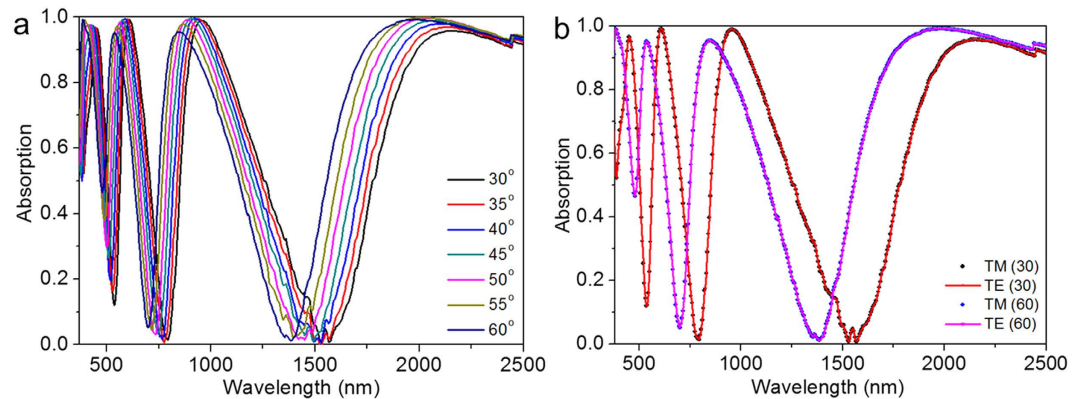 a
1.0
0.8
0.6
0.4
0.2
0.0
Absorption
500 1000 1500 2000 2500
Wavelength (nm)
30°
35°
40°
45°
50°
55°
60°
b
1.0
0.8
0.6
0.4
0.2
0.0
Absorption
500 1000 1500 2000 2500
Wavelength (nm)
TM (30)
TE (30)
TM (60)
TE (60)